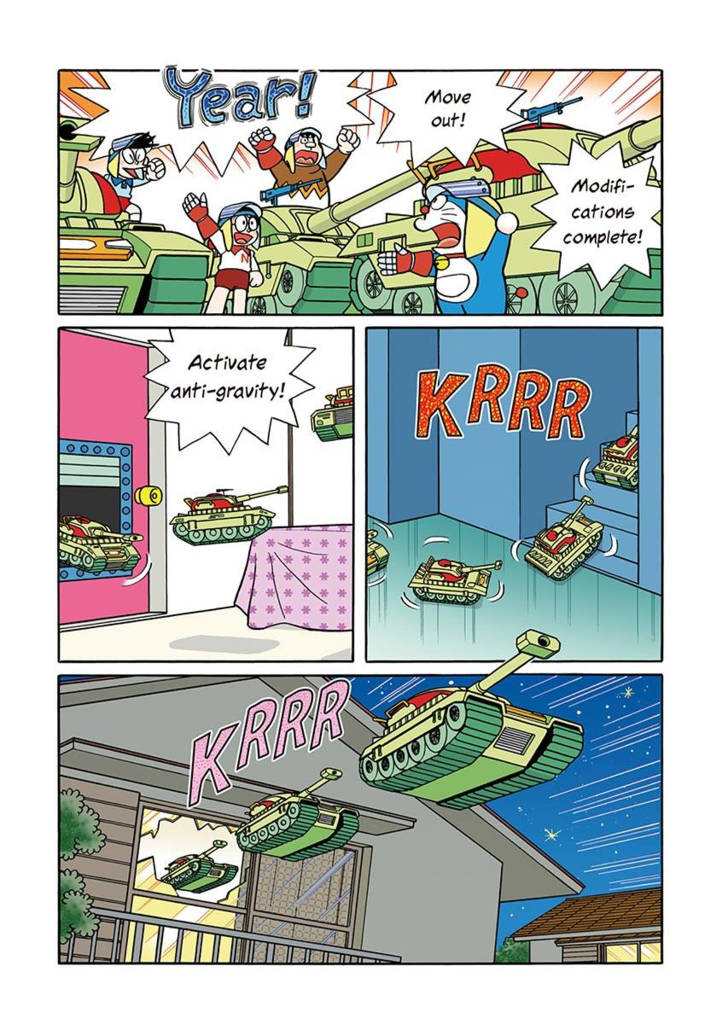 Year!
Move
out!
Modifi-
cations
complete!
N
Activate
anti-gravity!
KRRR
KRRR